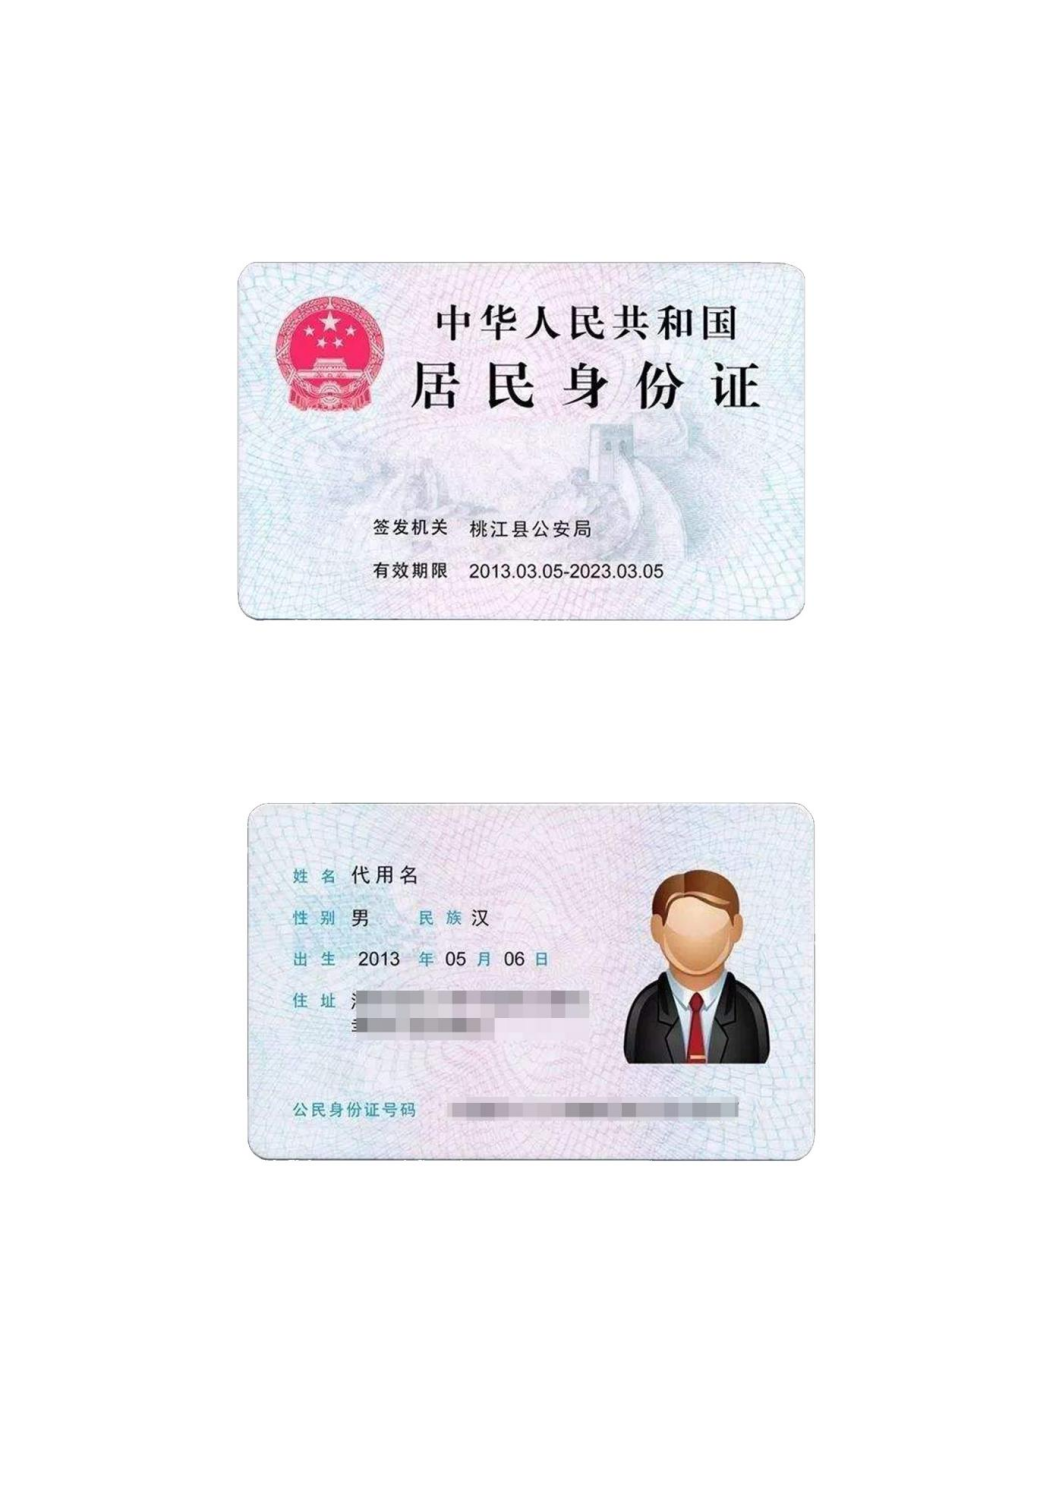 中华人民共和国
居民身份证
签发机关 桃江县公安局
有效期限 2013.03.05-2023.03.05
姓名 代用名
性别 男 民族 汉
出生 2013 年 05 月 06 日
住址
公民身份证号码